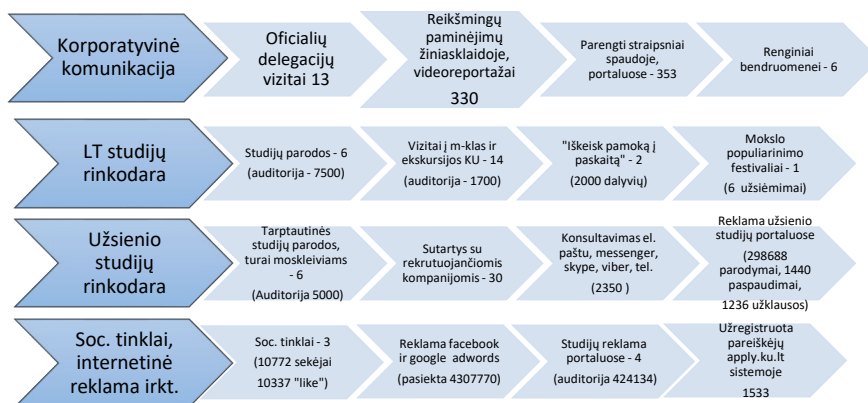 Korporatyvinė
komunikacija
Oficialių
delegacijų
vizitai 13
Reikšmingų
paminėjimų
žiniasklaidoje,
videoreportažai
330
Parengti straipsniai
spaudoje,
portaluose - 353
Renginiai
bendruomenei - 6
LT studijų
rinkodara
Studijų parodos - 6
(auditorija - 7500)
Vizitai į m-klas ir
ekskursijos KU - 14
(auditorija - 1700)
"Iškeisk pamoką į
paskaitą" - 2
(2000 dalyvių)
Mokslo
populiarinimo
festivaliai - 1
(6 užsiėmimai)
Užsienio
studijų
rinkodara
Tarptautinės
studijų parodos,
turai moskleiviams
- 6
(Auditorija 5000)
Sutartys su
rekrutuojančiomis
kompanijomis - 30
Konsultavimas el.
paštu, messenger,
skype, viber, tel.
(2350 )
Reklama užsienio
studijų portaluose
(298688
parodymai, 1440
paspaudimai,
1236 užklausos)
Soc. tinklai,
internetinė
reklama irkt.
Soc. tinklai - 3
(10772 sekėjai
10337 "like")
Reklama facebook
ir google adwords
(pasiekta 4307770)
Studijų reklama
portaluose - 4
(auditorija 424134)
Užregistruota
pareiškėjų
apply.ku.lt
sistemoje
1533